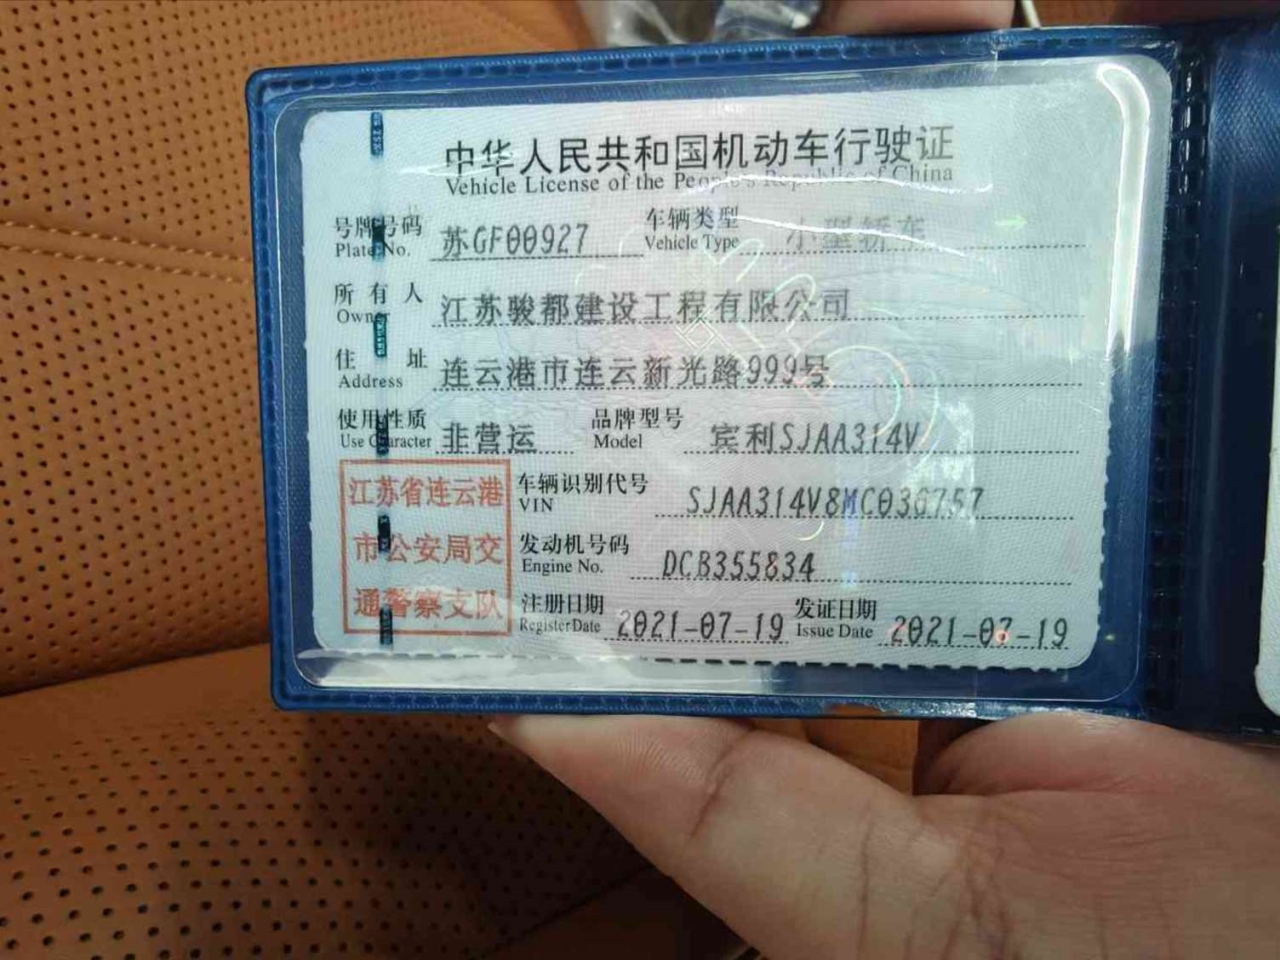 中华人民共和国机动车行驶证
Vehicle License of the People's Republic of China
号牌号码 苏GF00927 车辆类型 小型轿车
Plate No. Vehicle Type
所有人 江苏骏都建设工程有限公司
Owner
住址 连云港市连云新光路999号
Address
使用性质 非营运 品牌型号 宾利SJAA314V
Use Character Model
江苏省连云港
市公安局交
通警察支队
车辆识别代号 SJAA314V8MC036757
VIN
发动机号码 DCB355834
Engine No.
注册日期 2021-07-19 发证日期 2021-07-19
Register Date Issue Date